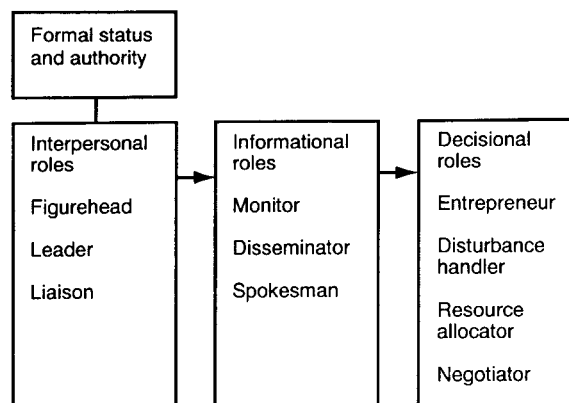 Formal status
and authority
Interpersonal
roles
Figurehead
Leader
Liaison
Informational
roles
Monitor
Disseminator
Spokesman
Decisional
roles
Entrepreneur
Disturbance
handler
Resource
allocator
Negotiator